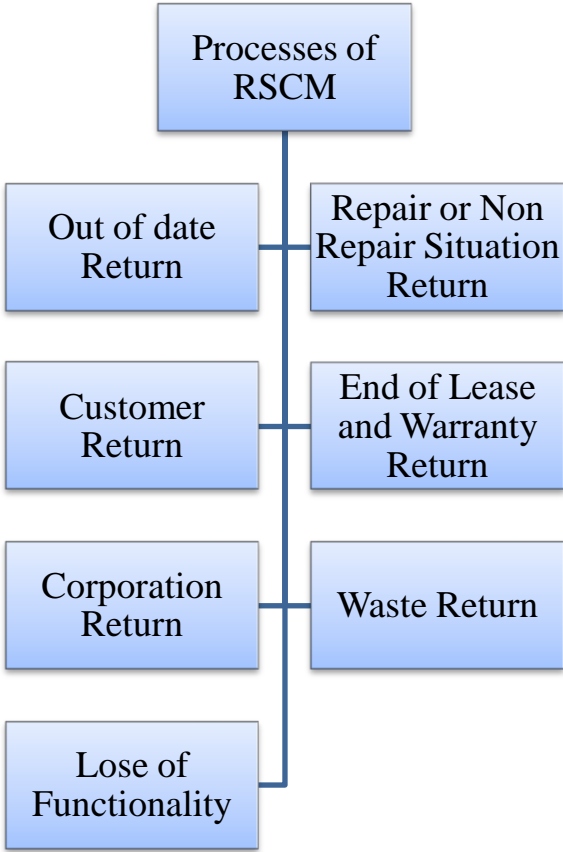 Processes of
RSCM
Out of date
Return
Repair or Non
Repair Situation
Return
Customer
Return
End of Lease
and Warranty
Return
Corporation
Return
Waste Return
Lose of
Functionality